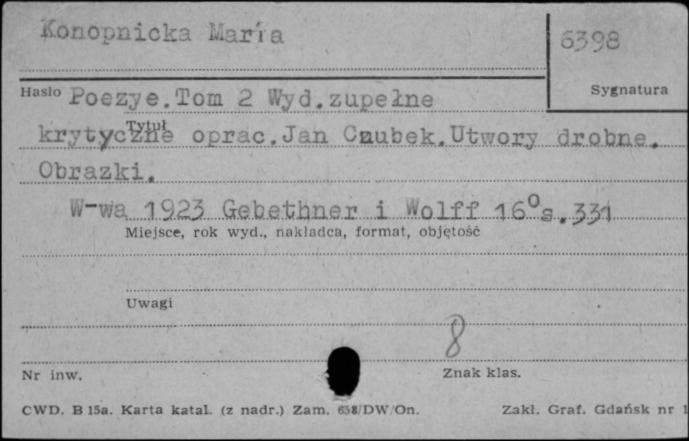 Konopnicka Maria
6398
Hasło Poezye.Tom 2 Wyd.zupełne
Sygnatura
Tytuł
krytyczne oprac.Jan Czubek.Utwory drobne.
Obrazki.
W-wa 1923 Gebethner i Wolff 16° s.331
Miejsce, rok wyd., nakładca, format, objętość
Uwagi
8
Nr inw.
Znak klas.
CWD. B 15a. Karta katal. (z nadr.) Zam. 658/DW/On.
Zakł. Graf. Gdańsk nr 1